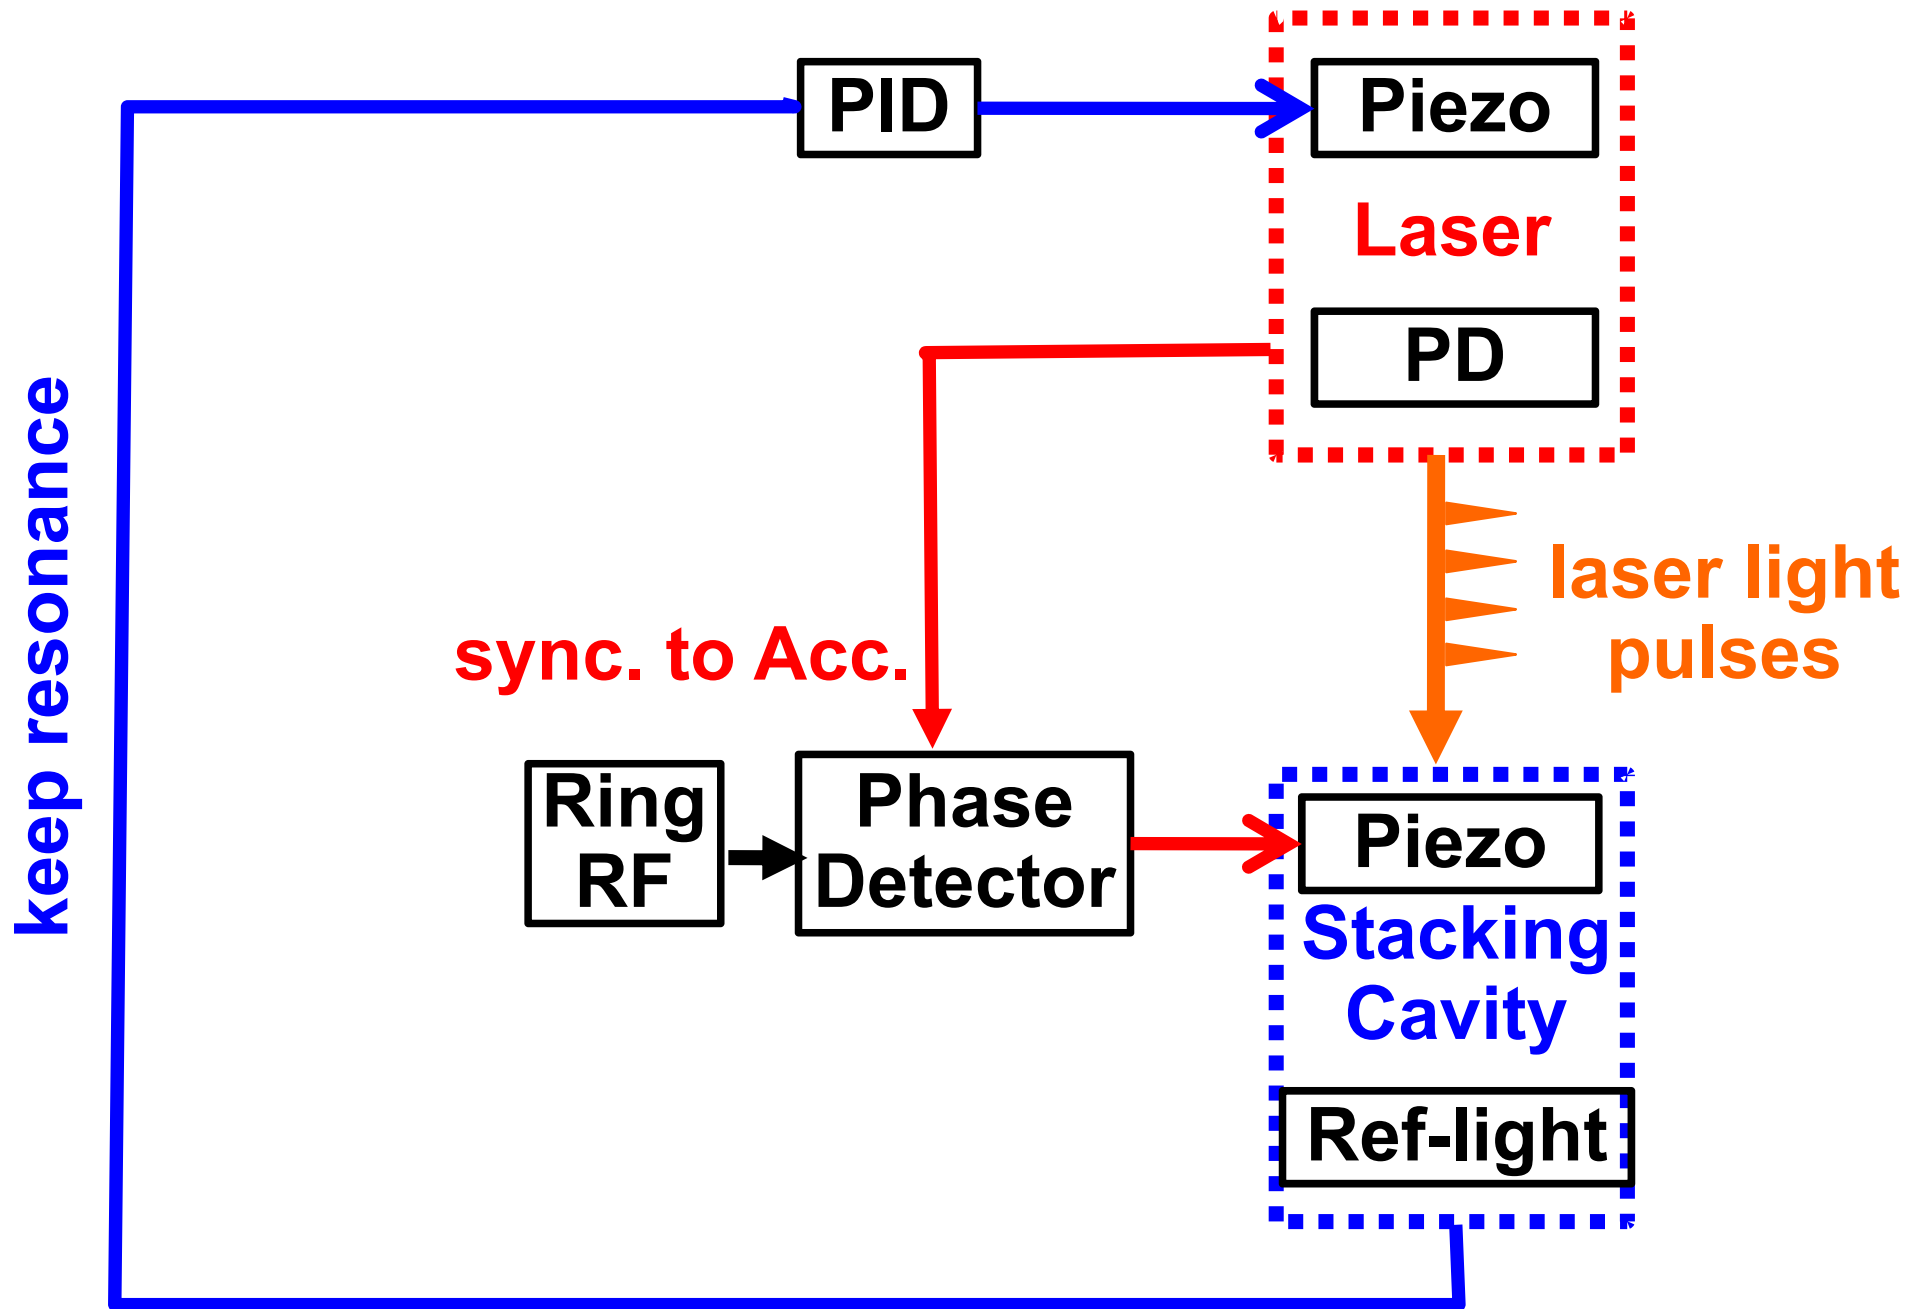 PID
Piezo
Laser
PD
keep resonance
laser light
pulses
sync. to Acc.
Ring
RF
Phase
Detector
Piezo
Stacking
Cavity
Ref-light